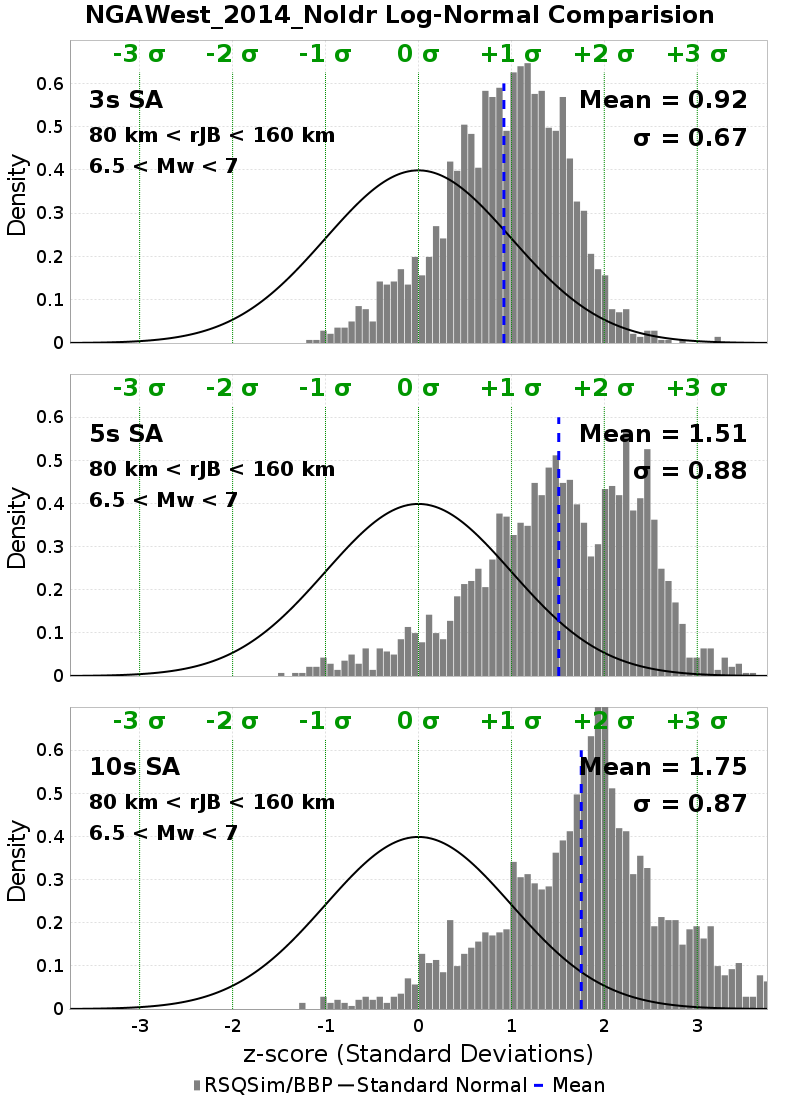 NGAWest_2014_NoIdr Log-Normal Comparision
-3 σ -2 σ -1 σ 0 σ +1 σ +2 σ +3 σ
3s SA
Mean = 0.92
80 km < rJB < 160 km
σ = 0.67
6.5 < Mw < 7
Density
0.6
0.5
0.4
0.3
0.2
0.1
0
-3 σ -2 σ -1 σ 0 σ +1 σ +2 σ +3 σ
5s SA
Mean = 1.51
80 km < rJB < 160 km
σ = 0.88
6.5 < Mw < 7
Density
0.6
0.5
0.4
0.3
0.2
0.1
0
-3 σ -2 σ -1 σ 0 σ +1 σ +2 σ +3 σ
10s SA
Mean = 1.75
80 km < rJB < 160 km
σ = 0.87
6.5 < Mw < 7
Density
0.6
0.5
0.4
0.3
0.2
0.1
0
-3 -2 -1 0 1 2 3
z-score (Standard Deviations)
RSQSim/BBP Standard Normal Mean